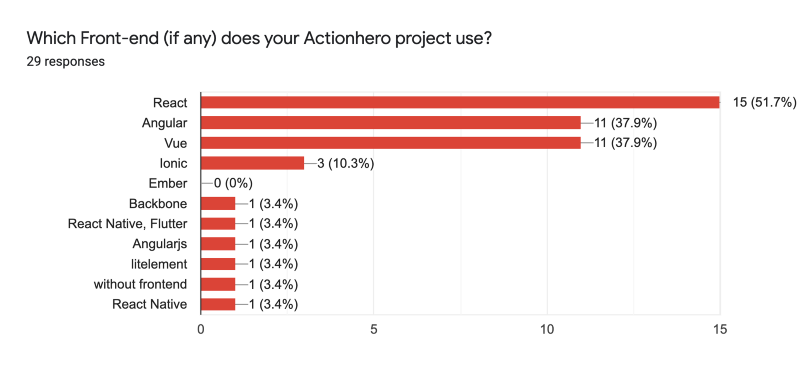 Which Front-end (if any) does your Actionhero project use?
29 responses
React 15 (51.7%)
Angular 11 (37.9%)
Vue 11 (37.9%)
Ionic 3 (10.3%)
Ember 0 (0%)
Backbone 1 (3.4%)
React Native, Flutter 1 (3.4%)
Angularjs 1 (3.4%)
litelement 1 (3.4%)
without frontend 1 (3.4%)
React Native 1 (3.4%)
0 5 10 15